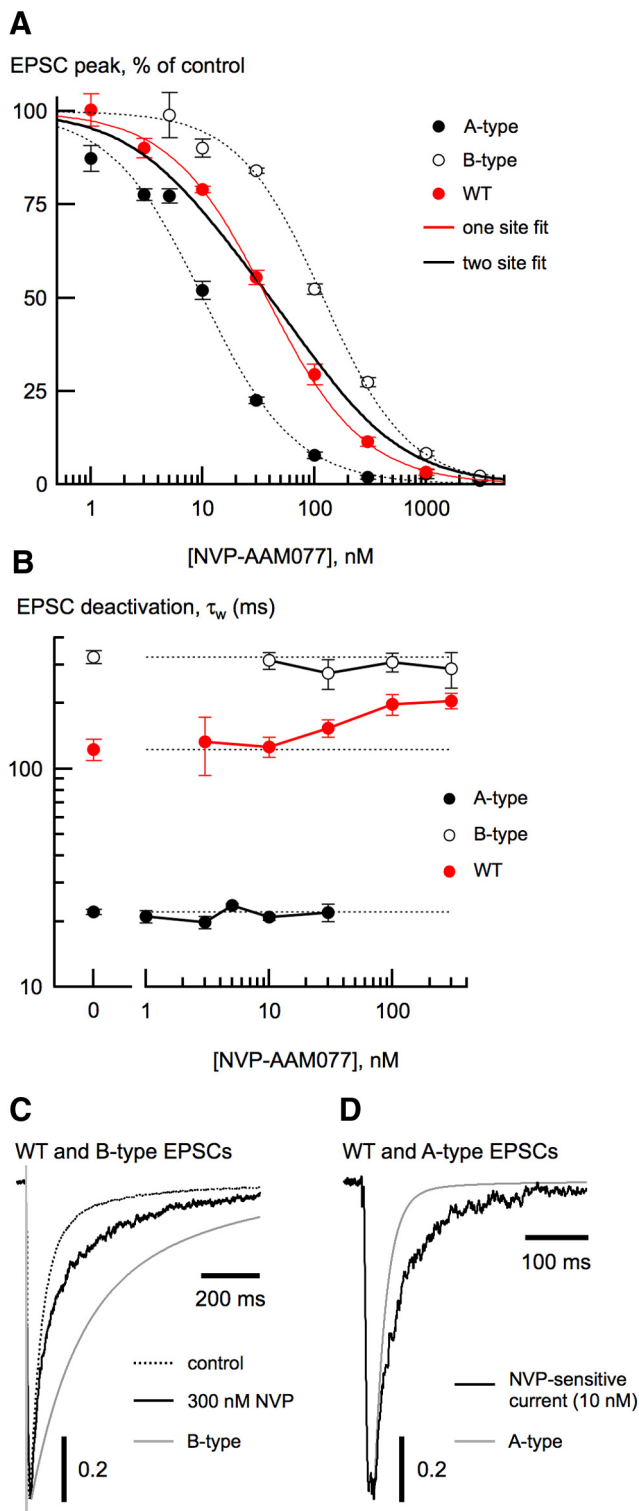 A
EPSC peak, % of control
100
75
50
25
0
A-type
B-type
WT
one site fit
two site fit
1 10 100 1000
[NVP-AAM077], nM
B
EPSC deactivation, τw (ms)
100
10
A-type
B-type
WT
0 1 10 100
[NVP-AAM077], nM
C
WT and B-type EPSCs
200 ms
control
300 nM NVP
B-type
0.2
D
WT and A-type EPSCs
100 ms
NVP-sensitive
current (10 nM)
A-type
0.2